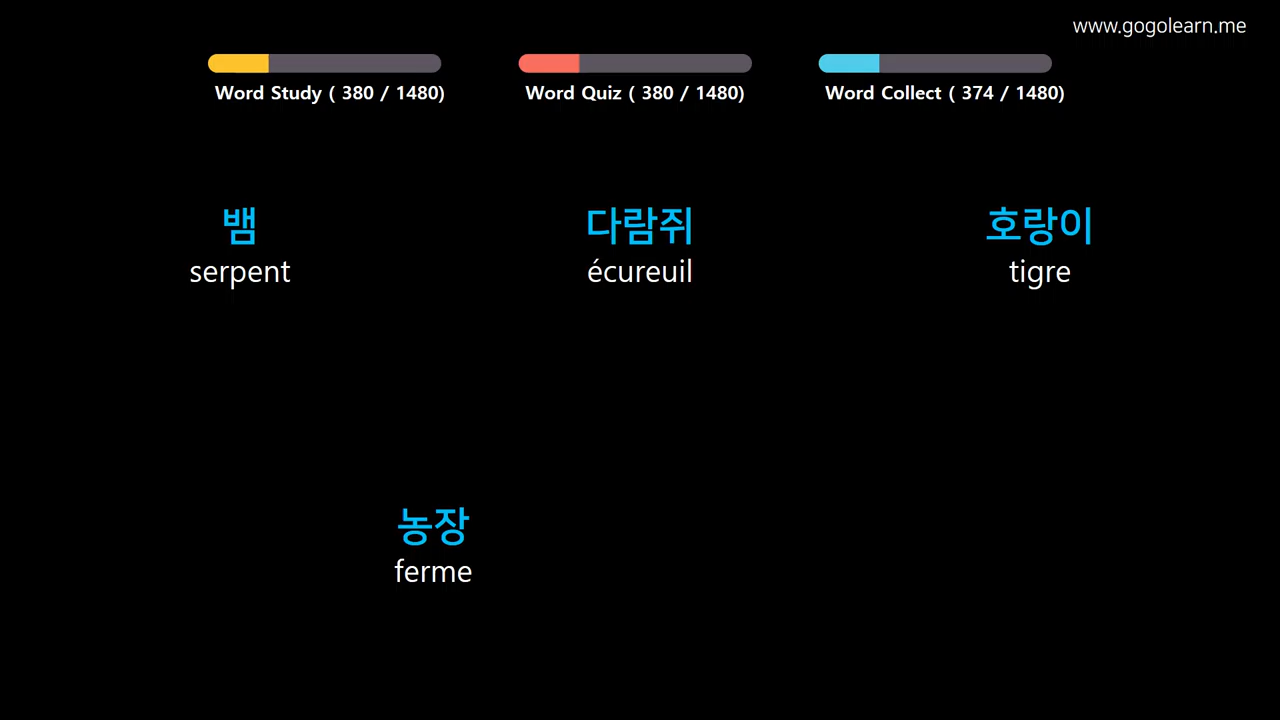 www.gogolearn.me
Word Study ( 380 / 1480)
Word Quiz ( 380 / 1480)
Word Collect ( 374 / 1480)
뱀
serpent
다람쥐
écureuil
호랑이
tigre
농장
ferme